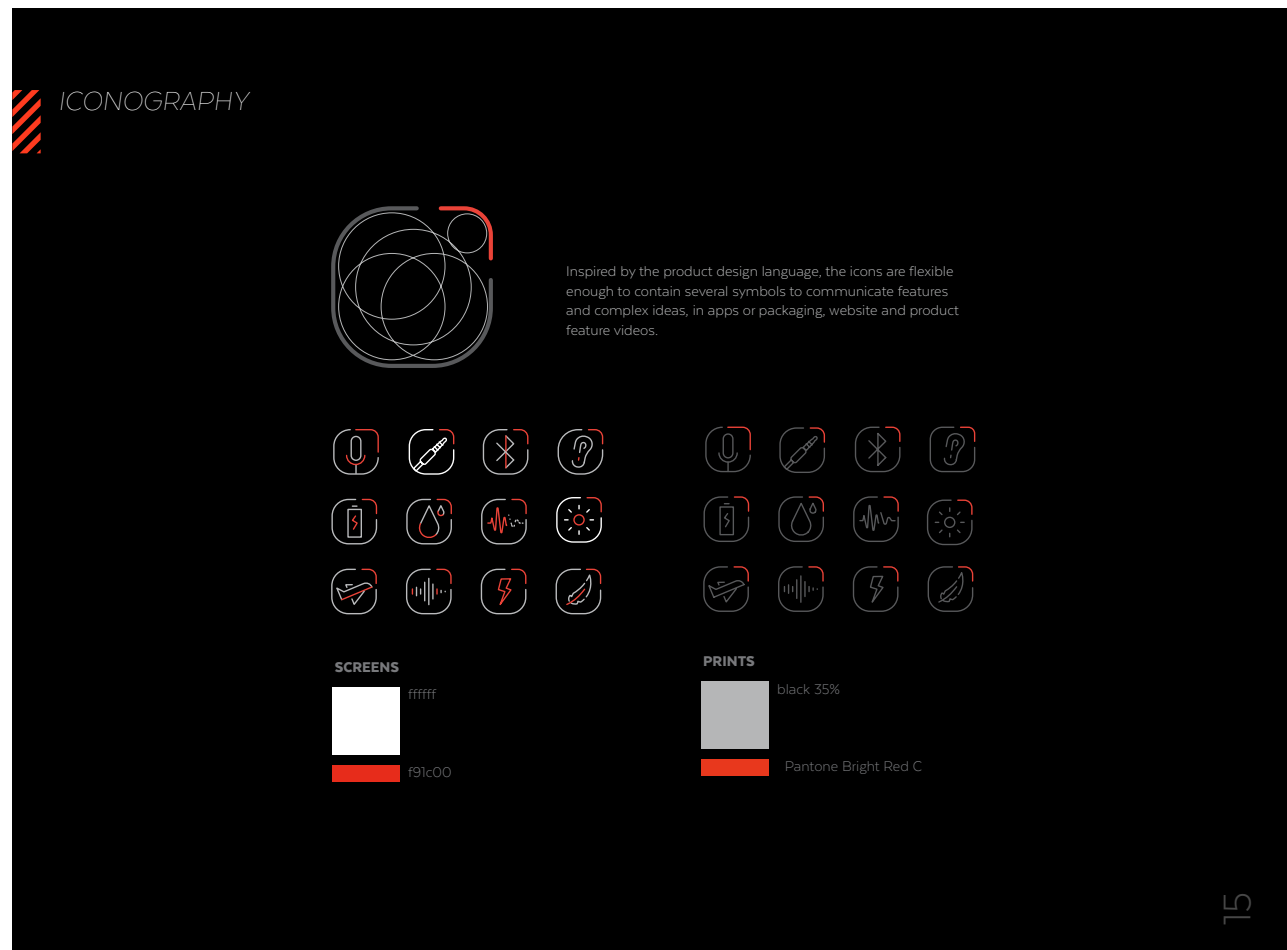 ICONOGRAPHY
Inspired by the product design language, the icons are flexible
enough to contain several symbols to communicate features
and complex ideas, in apps or packaging, website and product
feature videos.
SCREENS
ffffff
f91c00
PRINTS
black 35%
Pantone Bright Red C
15